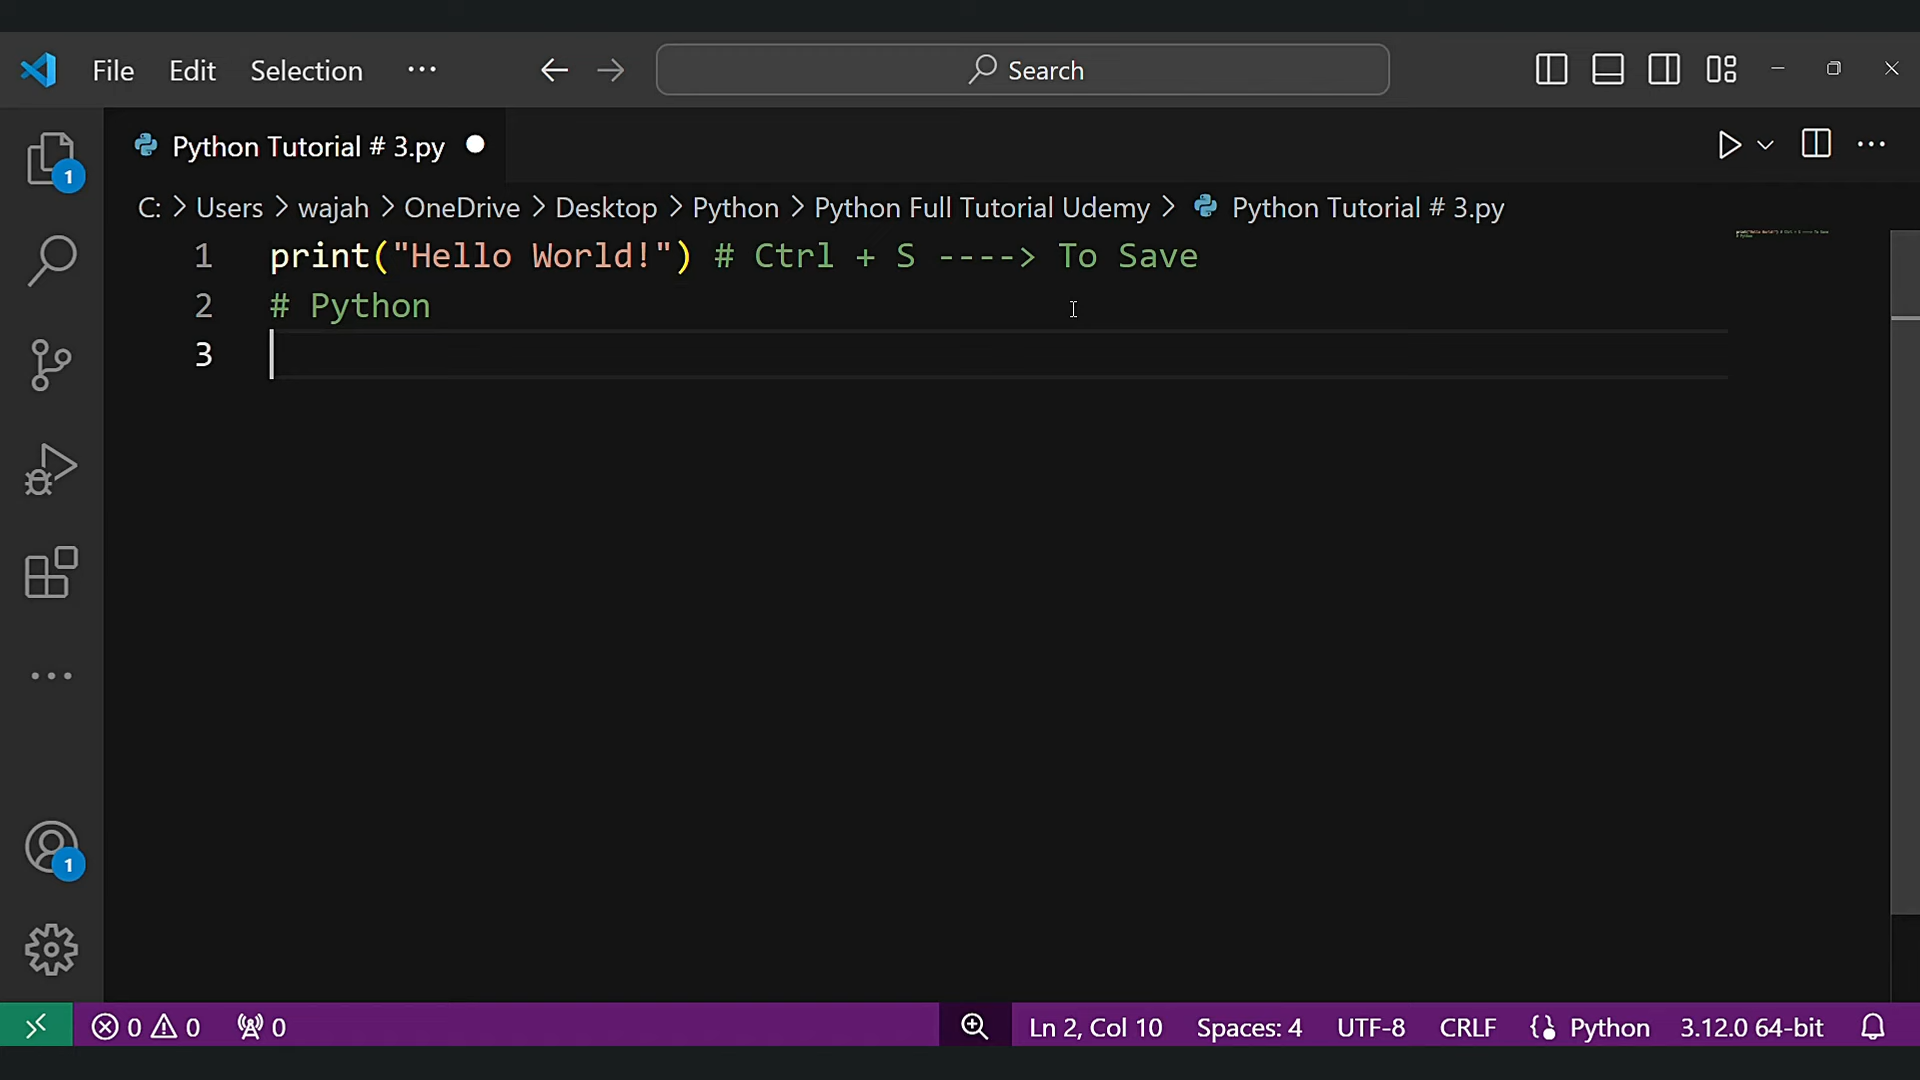 File Edit Selection ··· Search
Python Tutorial # 3.py
C: > Users > wajah > OneDrive > Desktop > Python > Python Full Tutorial Udemy > Python Tutorial # 3.py
1 print("Hello World!") # Ctrl + S ----> To Save
2 # Python
3
1
1
0 0 0 Ln 2, Col 10 Spaces: 4 UTF-8 CRLF Python 3.12.0 64-bit